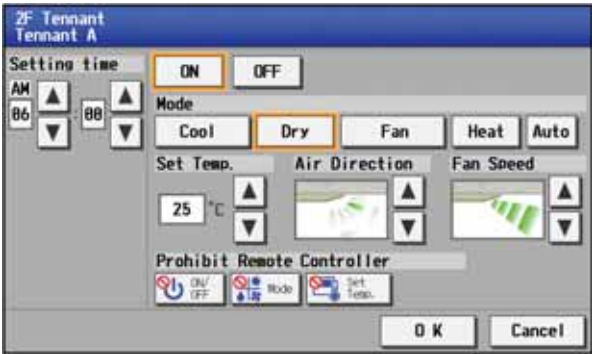 2F Tennant
Tennant A
Setting time
AM
06 : 00
ON OFF
Mode
Cool Dry Fan Heat Auto
Set Temp. Air Direction Fan Speed
25 °C
Prohibit Remote Controller
ON/OFF Mode Set Temp.
OK Cancel